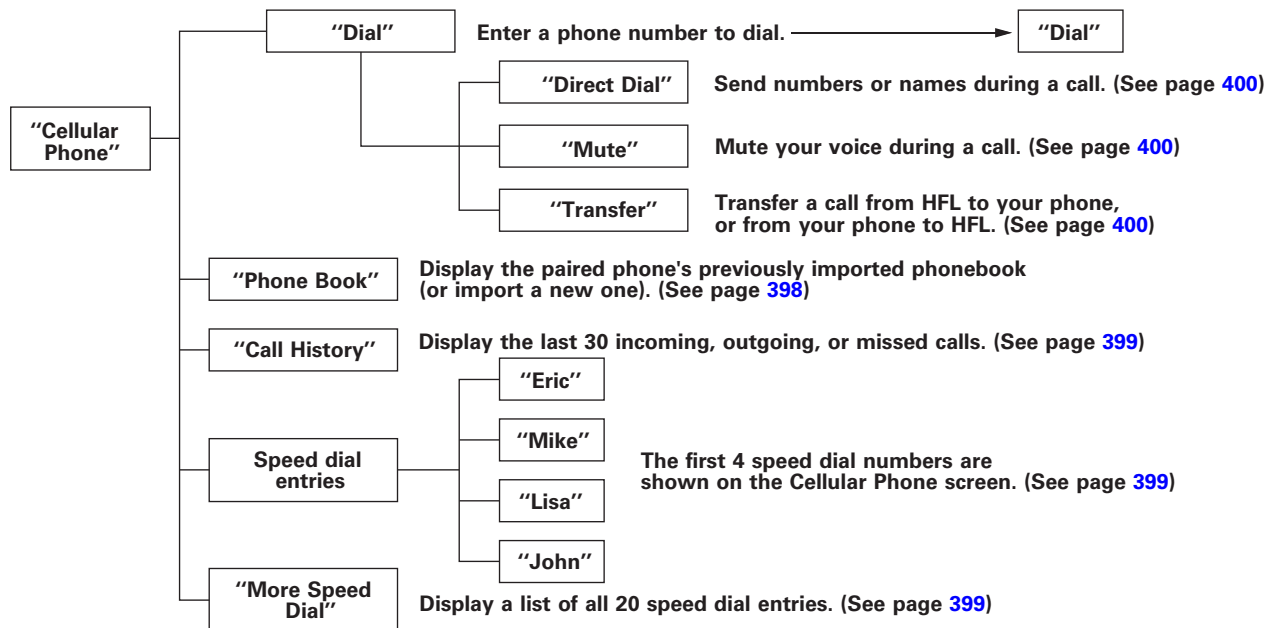 "Dial"
Enter a phone number to dial.
"Dial"
"Direct Dial"
Send numbers or names during a call. (See page 400)
"Cellular
Phone"
"Mute"
Mute your voice during a call. (See page 400)
"Transfer"
Transfer a call from HFL to your phone,
or from your phone to HFL. (See page 400)
"Phone Book"
Display the paired phone's previously imported phonebook
(or import a new one). (See page 398)
"Call History"
Display the last 30 incoming, outgoing, or missed calls. (See page 399)
Speed dial
entries
"Eric"
"Mike"
"Lisa"
"John"
The first 4 speed dial numbers are
shown on the Cellular Phone screen. (See page 399)
"More Speed
Dial"
Display a list of all 20 speed dial entries. (See page 399)